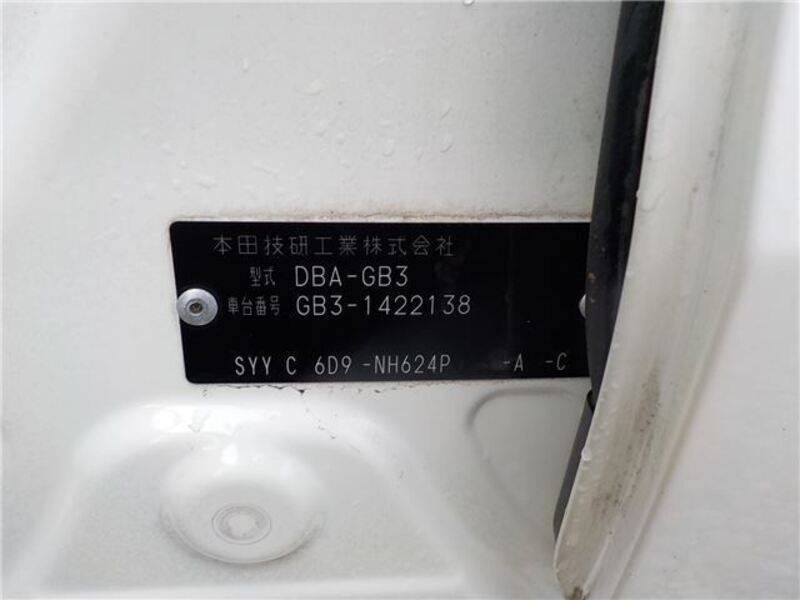 本田技研工業株式会社
型式 DBA-GB3
車台番号 GB3-1422138
SYY C 6D9 -NH624P -A -C